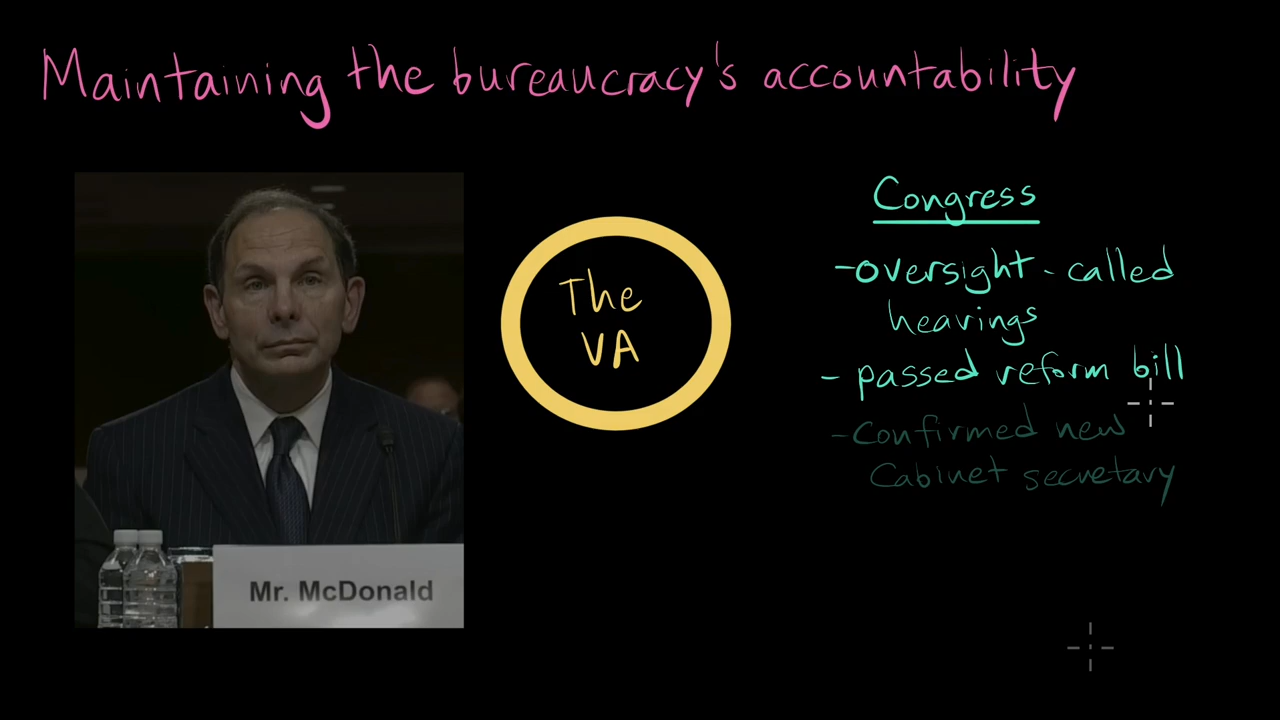 Maintaining the bureaucracy's accountability
Mr. McDonald
The
VA
Congress
-oversight - called
hearings
- passed reform bill
-Confirmed new
Cabinet secretary